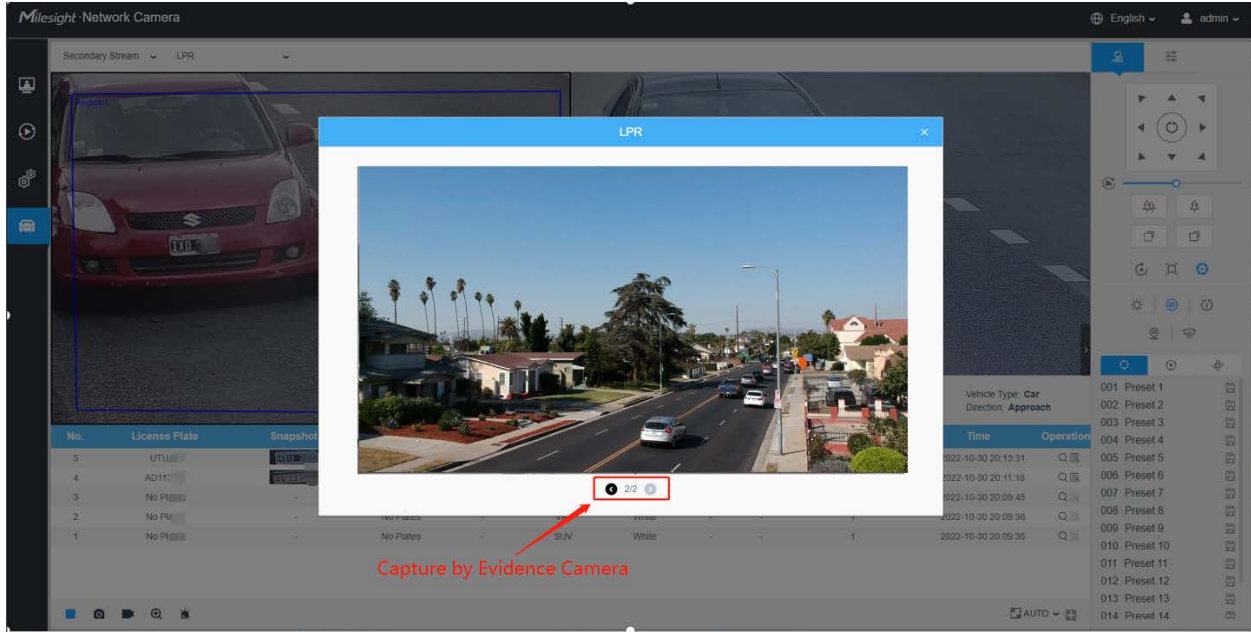 Milesight · Network Camera
English
admin
Secondary Stream
LPR
LPR
Vehicle Type: Car
Direction: Approach
001 Preset 1
002 Preset 2
003 Preset 3
004 Preset 4
005 Preset 5
006 Preset 6
007 Preset 7
008 Preset 8
009 Preset 9
010 Preset 10
011 Preset 11
012 Preset 12
013 Preset 13
014 Preset 14
No. License Plate Snapshot Time Operation
5 2022-10-30 20:13:31
4 2022-10-30 20:11:18
3 No - 2022-10-30 20:09:45
2 No - No Plates - White - - 1 2022-10-30 20:09:38
1 No - No Plates - SUV White - - 1 2022-10-30 20:09:35
2/2
Capture by Evidence Camera
AUTO